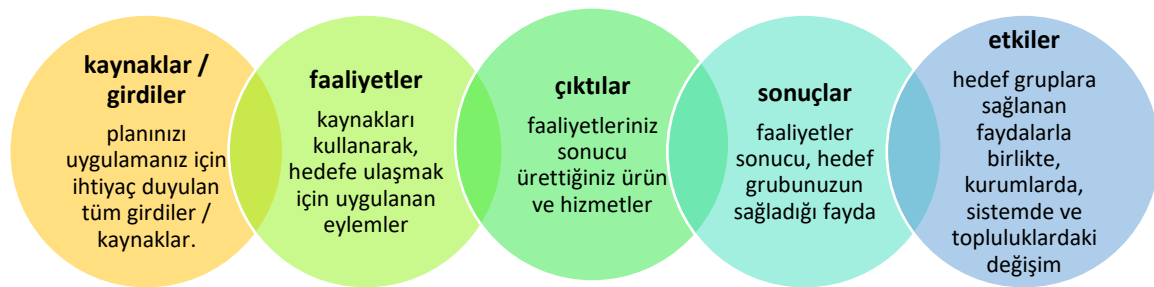 kaynaklar /
girdiler
planınızı
uygulamanız için
ihtiyaç duyulan
tüm girdiler /
kaynaklar.
faaliyetler
kaynakları
kullanarak,
hedefe ulaşmak
için uygulanan
eylemler
çıktılar
faaliyetleriniz
sonucu
ürettiğiniz ürün
ve hizmetler
sonuçlar
faaliyetler
sonucu, hedef
grubunuzun
sağladığı fayda
etkiler
hedef gruplara
sağlanan
faydalarla
birlikte,
kurumlarda,
sistemde ve
topluluklardaki
değişim